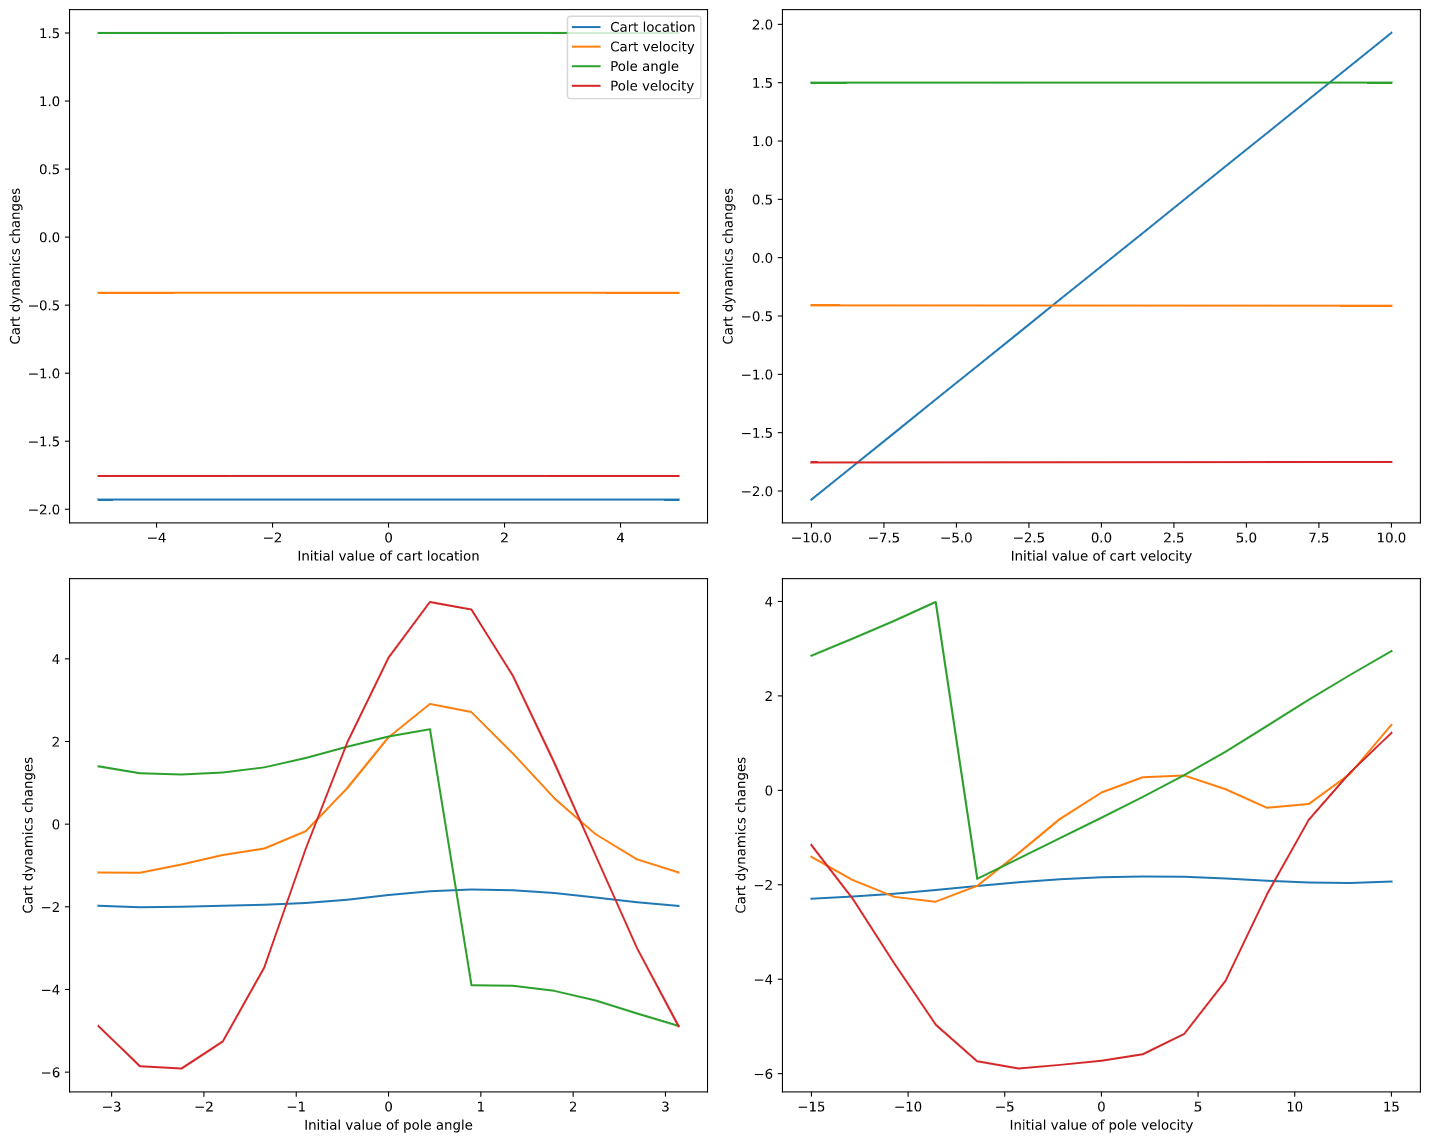 Cart dynamics changes
1.5
1.0
0.5
0.0
−0.5
−1.0
−1.5
−2.0
Cart location
Cart velocity
Pole angle
Pole velocity
−4 −2 0 2 4
Initial value of cart location
Cart dynamics changes
2.0
1.5
1.0
0.5
0.0
−0.5
−1.0
−1.5
−2.0
−10.0 −7.5 −5.0 −2.5 0.0 2.5 5.0 7.5 10.0
Initial value of cart velocity
Cart dynamics changes
4
2
0
−2
−4
−6
−3 −2 −1 0 1 2 3
Initial value of pole angle
Cart dynamics changes
4
2
0
−2
−4
−6
−15 −10 −5 0 5 10 15
Initial value of pole velocity